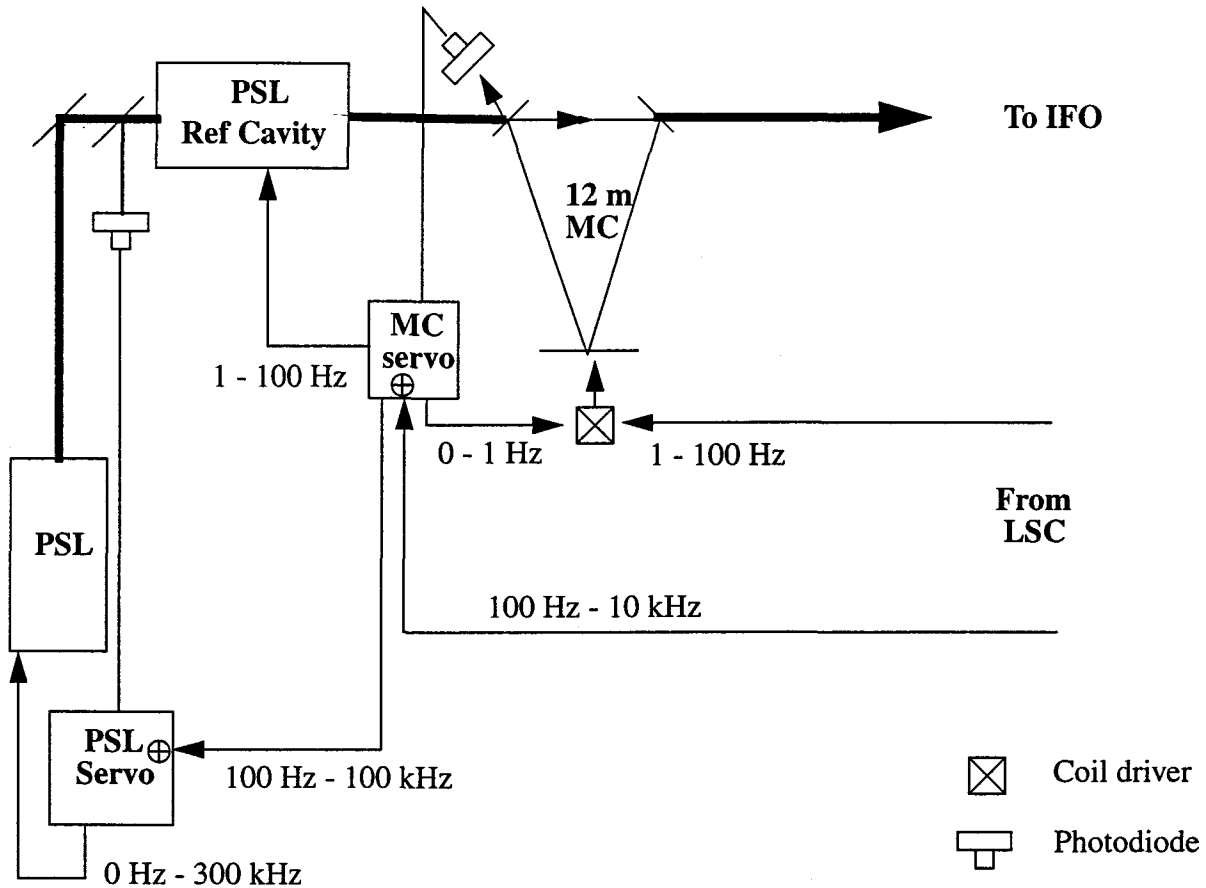 PSL
Ref Cavity
To IFO
12 m
MC
MC
servo
1 - 100 Hz
0 - 1 Hz
1 - 100 Hz
From
LSC
PSL
100 Hz - 10 kHz
PSL
Servo
100 Hz - 100 kHz
Coil driver
Photodiode
0 Hz - 300 kHz